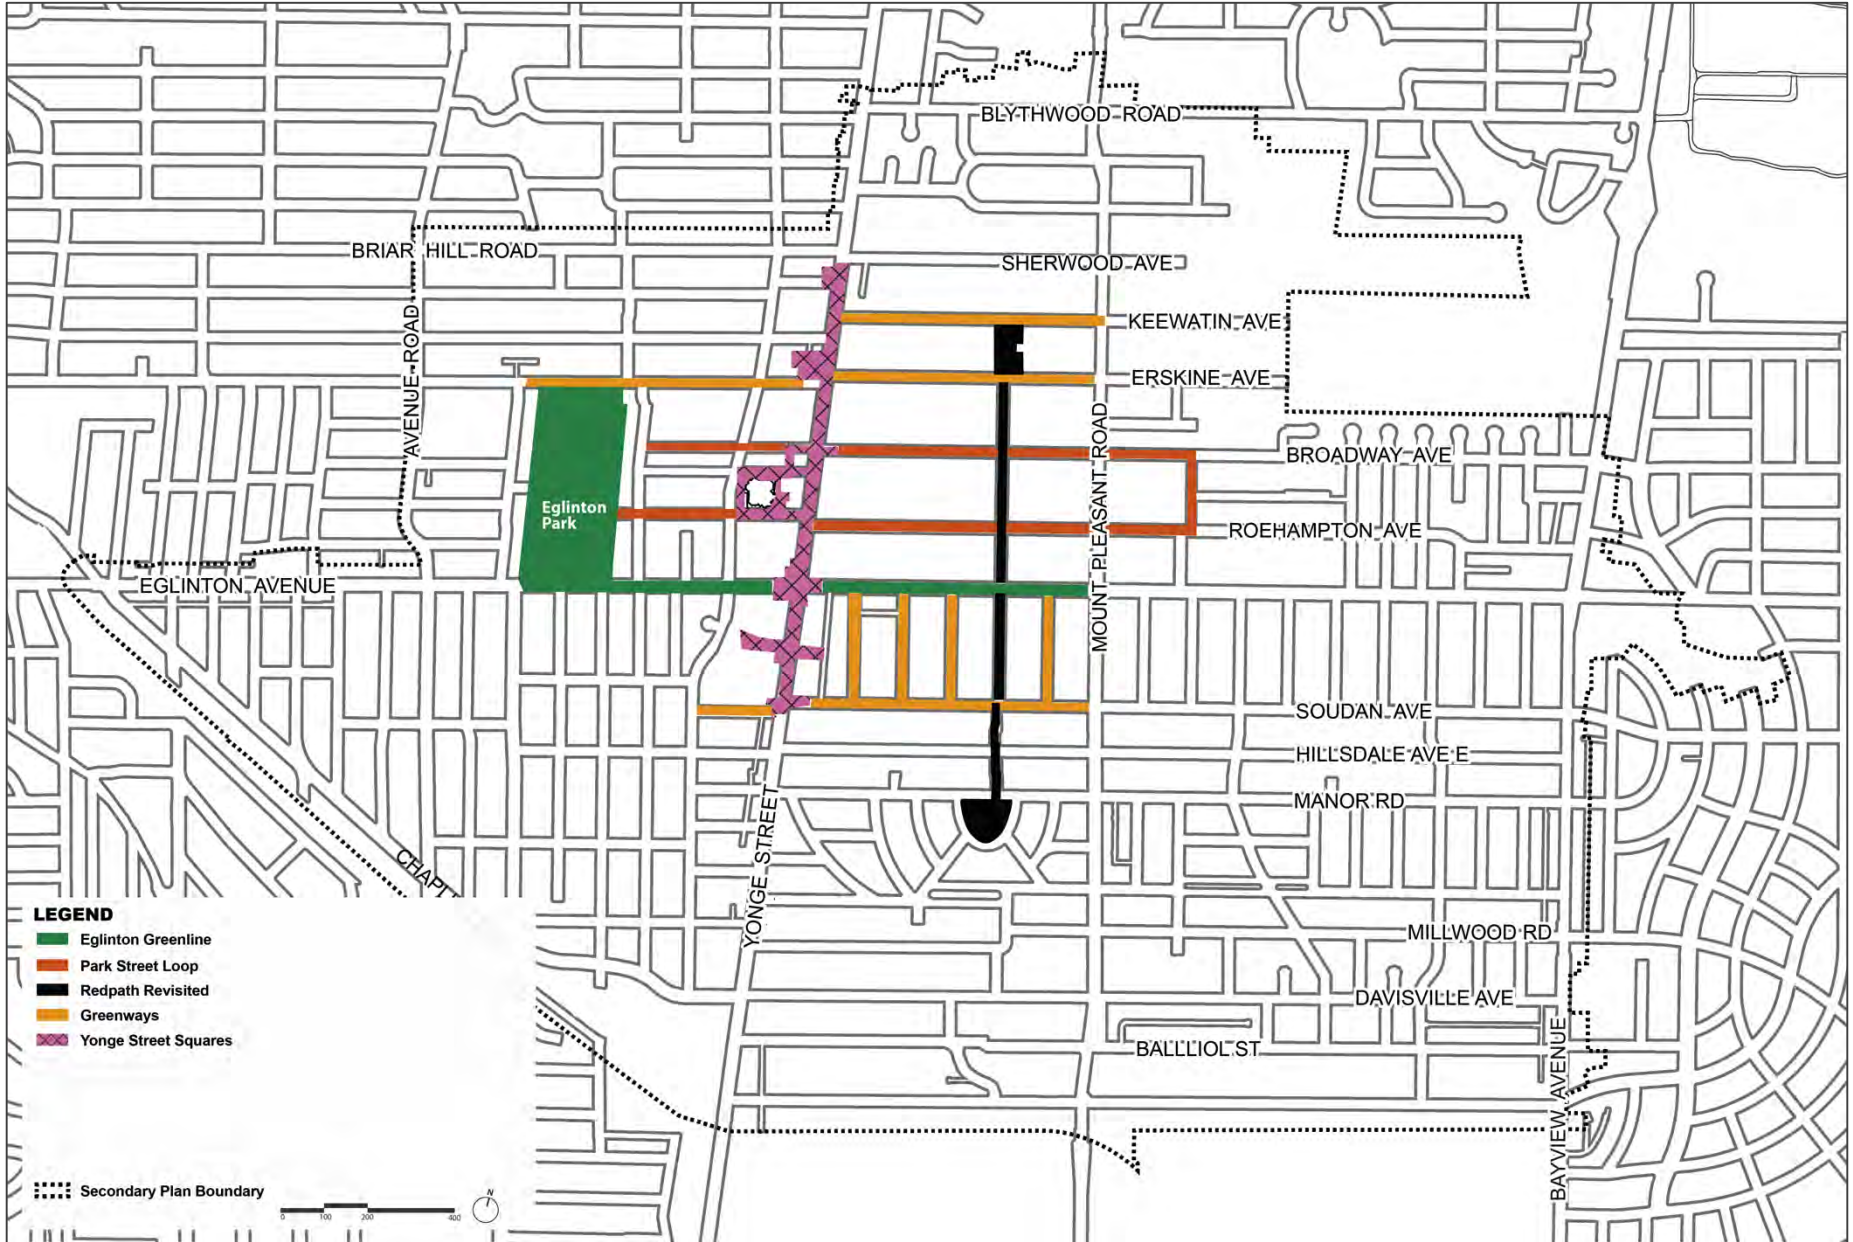 BLYTHWOOD ROAD
BRIAR HILL ROAD
SHERWOOD AVE
KEEWATIN AVE
ERSKINE AVE
AVENUE ROAD
MOUNT PLEASANT ROAD
BROADWAY AVE
Eglinton
Park
ROEHAMPTON AVE
EGLINTON AVENUE
SOUDAN AVE
HILLSDALE AVE E
MANOR RD
YONGE STREET
MILLWOOD RD
DAVISVILLE AVE
BALLLIOL ST
BAYVIEW AVENUE
LEGEND
Eglinton Greenline
Park Street Loop
Redpath Revisited
Greenways
Yonge Street Squares
Secondary Plan Boundary
0 100 200 400
N